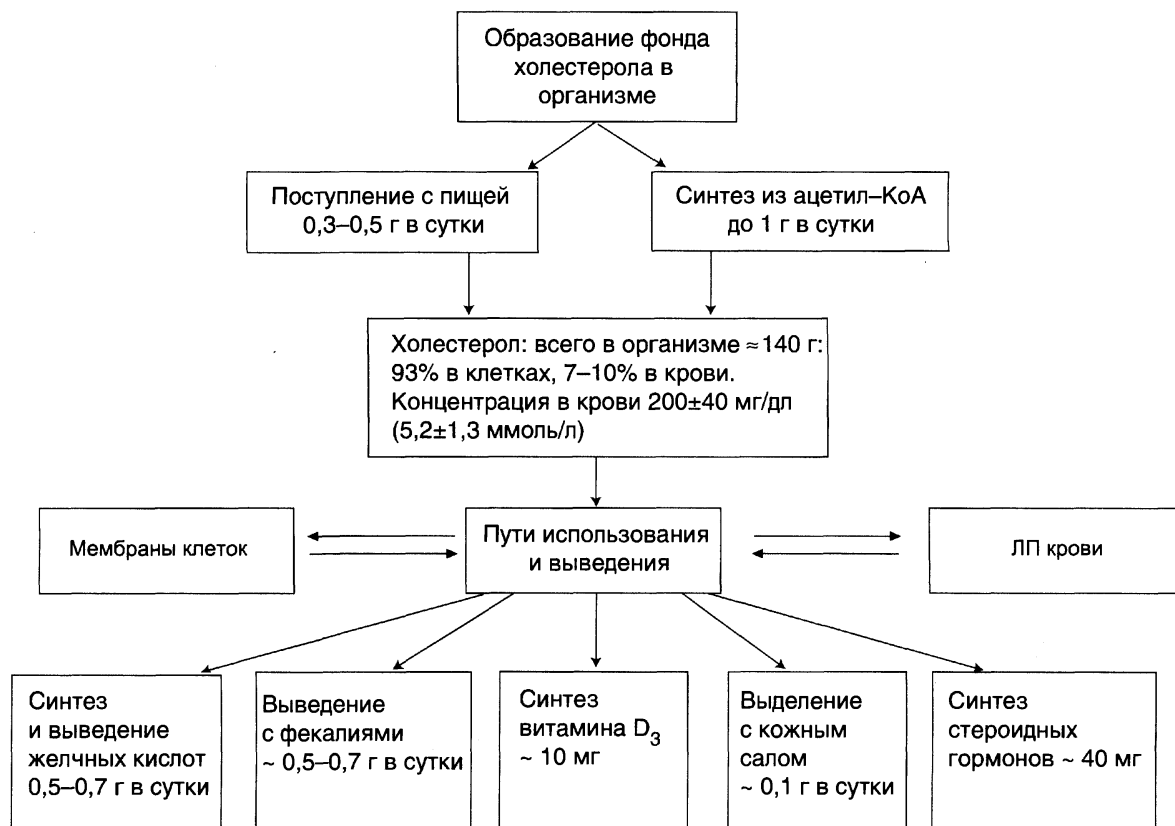 Образование фонда
холестерола в
организме
Поступление с пищей
0,3–0,5 г в сутки
Синтез из ацетил–КоА
до 1 г в сутки
Холестерол: всего в организме ≈140 г:
93% в клетках, 7–10% в крови.
Концентрация в крови 200±40 мг/дл
(5,2±1,3 ммоль/л)
Мембраны клеток
Пути использования
и выведения
ЛП крови
Синтез
и выведение
желчных кислот
0,5–0,7 г в сутки
Выведение
с фекалиями
~ 0,5–0,7 г в сутки
Синтез
витамина D₃
~ 10 мг
Выделение
с кожным
салом
~ 0,1 г в сутки
Синтез
стероидных
гормонов ~ 40 мг